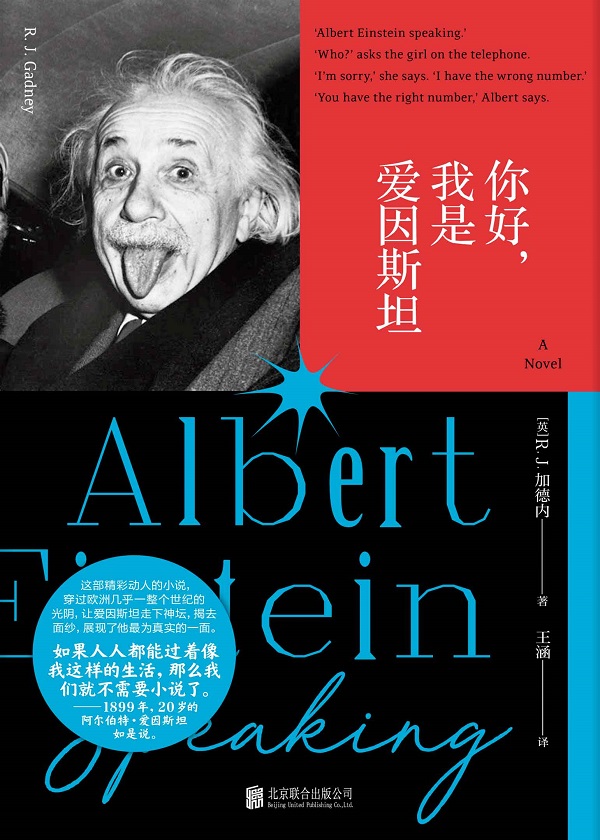 R. J. Gadney
‘Albert Einstein speaking.’
‘Who?’ asks the girl on the telephone.
‘I’m sorry,’ she says. ‘I have the wrong number.’
‘You have the right number,’ Albert says.
你好，
我是
爱因斯坦
A
Novel
Albert
Einstein
Speaking
[英]R. J. 加德内——著
王涵——译
这部精彩动人的小说，
穿过欧洲几乎一整个世纪的
光阴，让爱因斯坦走下神坛，揭去
面纱，展现了他最为真实的一面。
如果人人都能过着像
我这样的生活，那么我
们就不需要小说了。
——1899年，20岁的
阿尔伯特·爱因斯坦
如是说。
北京联合出版公司
Beijing United Publishing Co.,Ltd.